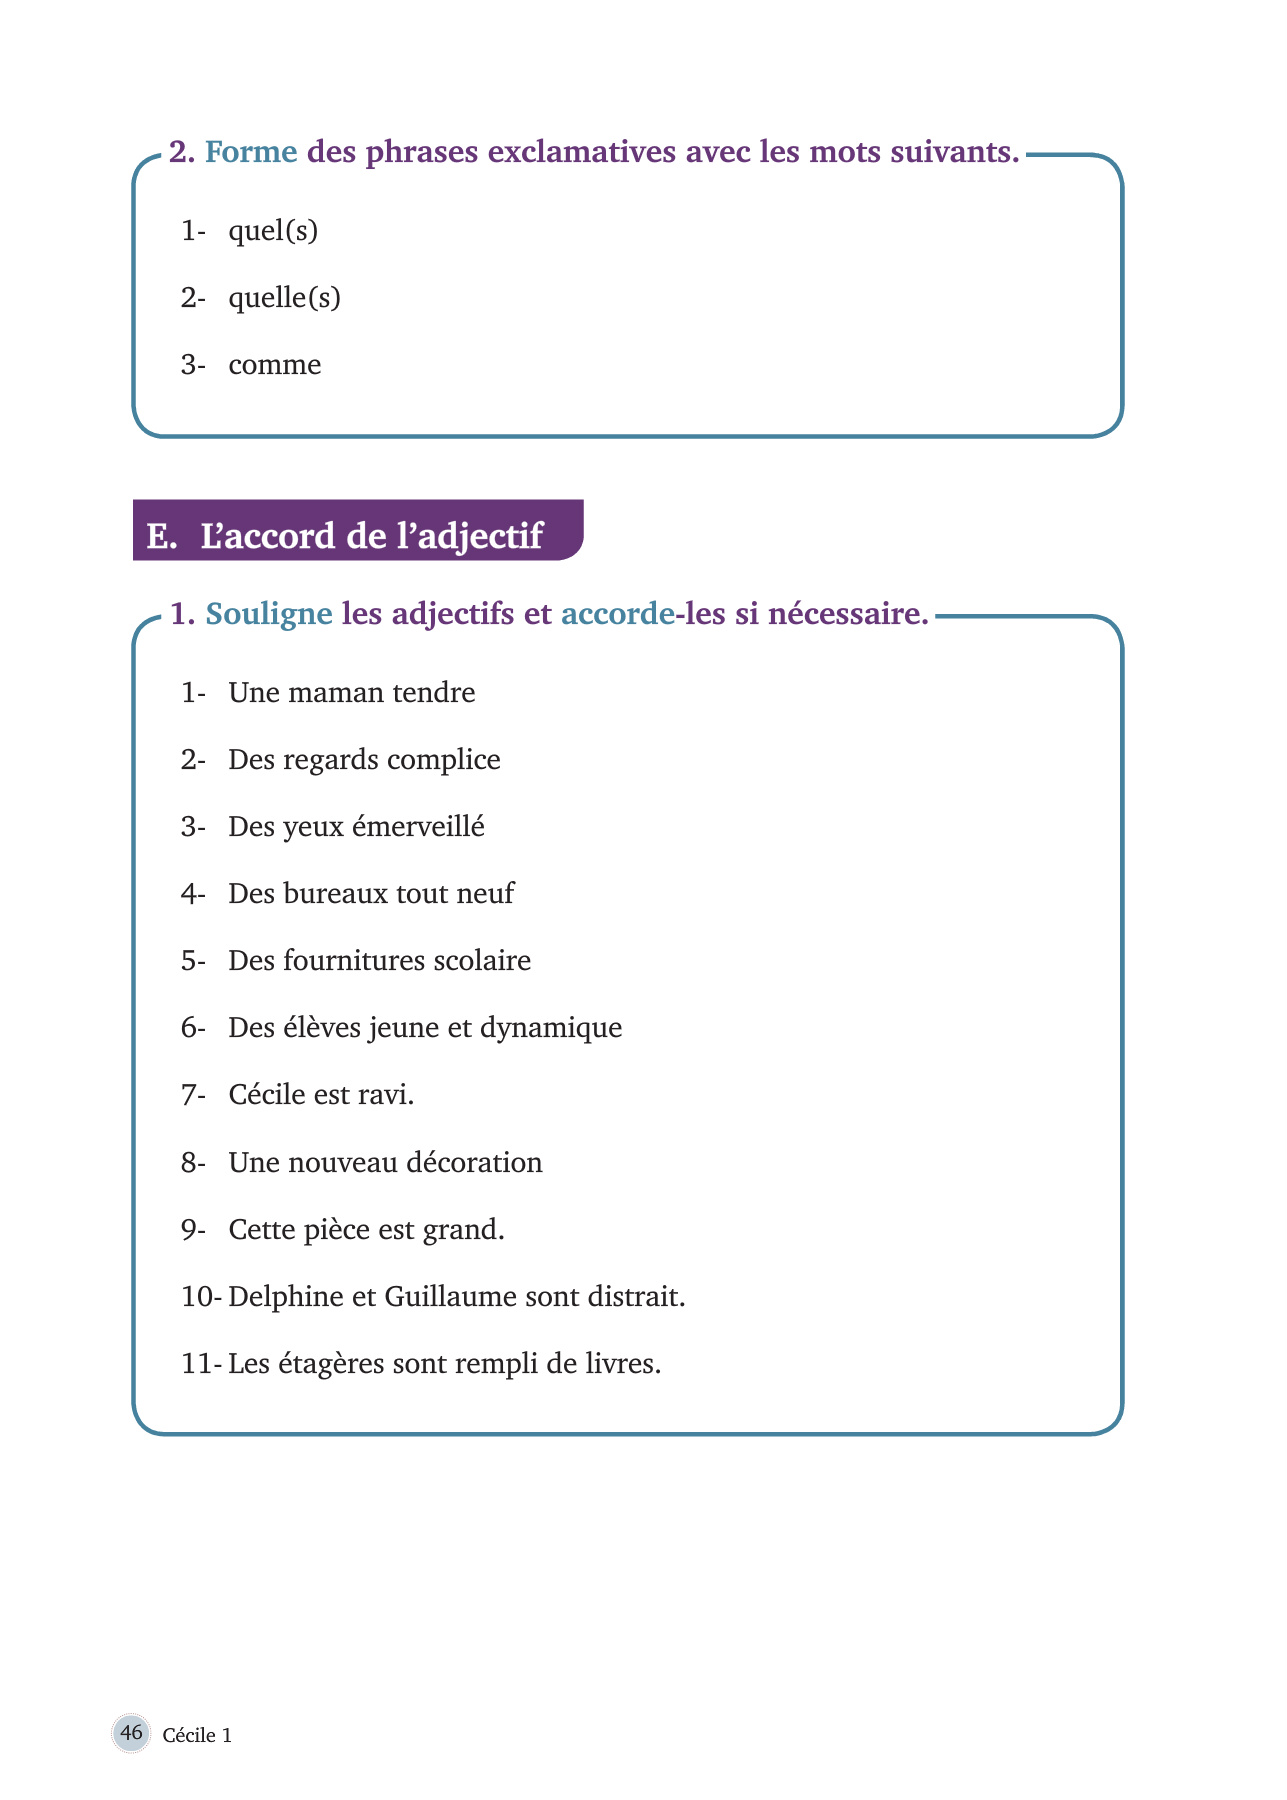 2. Forme des phrases exclamatives avec les mots suivants.
1- quel(s)
2- quelle(s)
3- comme
E. L’accord de l’adjectif
1. Souligne les adjectifs et accorde-les si nécessaire.
1- Une maman tendre
2- Des regards complice
3- Des yeux émerveillé
4- Des bureaux tout neuf
5- Des fournitures scolaire
6- Des élèves jeune et dynamique
7- Cécile est ravi.
8- Une nouveau décoration
9- Cette pièce est grand.
10- Delphine et Guillaume sont distrait.
11- Les étagères sont rempli de livres.
46 Cécile 1